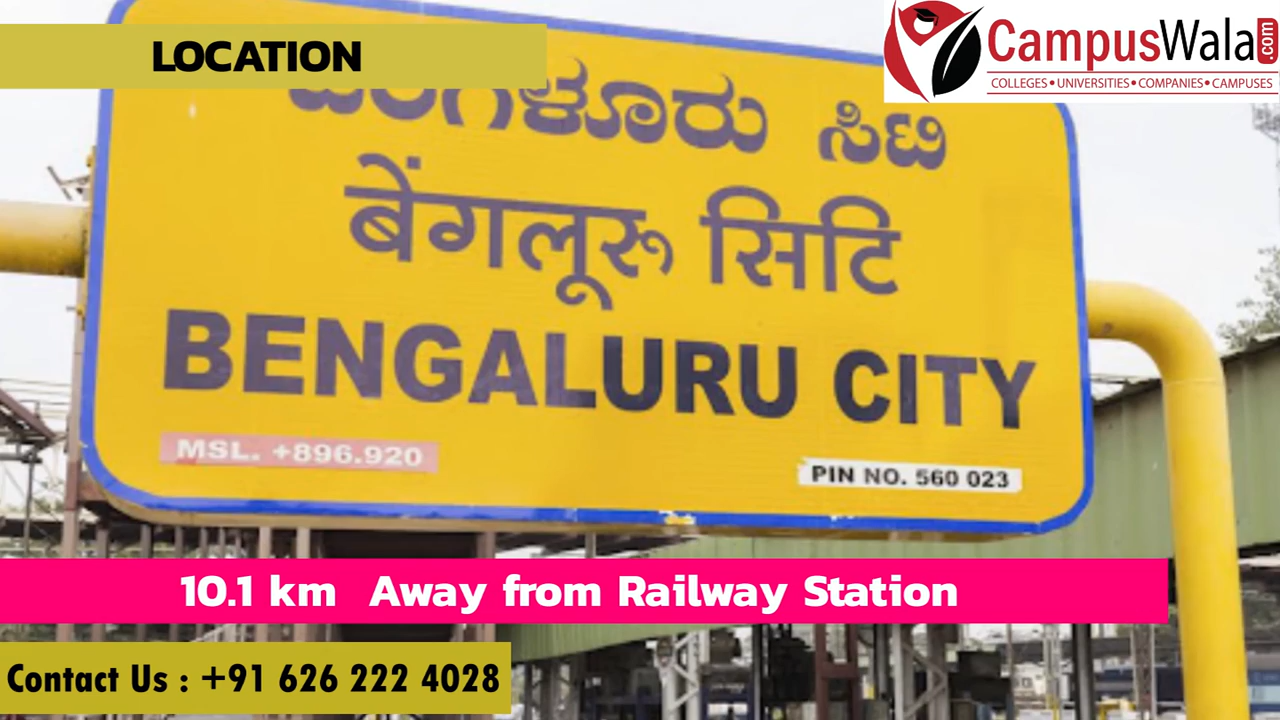 LOCATION
CampusWala.com
COLLEGES • UNIVERSITIES • COMPANIES • CAMPUSES
ಬೆಂಗಳೂರು ಸಿಟಿ
बेंगलूरू सिटि
BENGALURU CITY
MSL. +896.920
PIN NO. 560 023
10.1 km Away from Railway Station
Contact Us : +91 626 222 4028